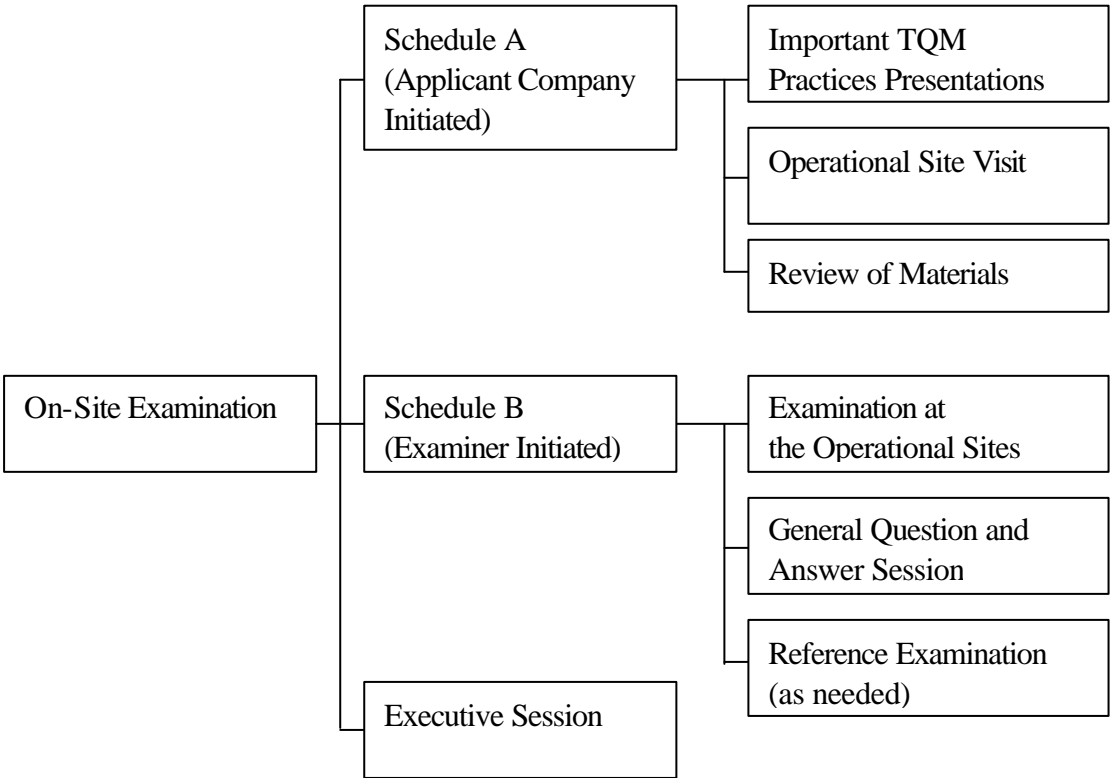 Schedule A
(Applicant Company
Initiated)
Important TQM
Practices Presentations
Operational Site Visit
Review of Materials
On-Site Examination
Schedule B
(Examiner Initiated)
Examination at
the Operational Sites
General Question and
Answer Session
Reference Examination
(as needed)
Executive Session